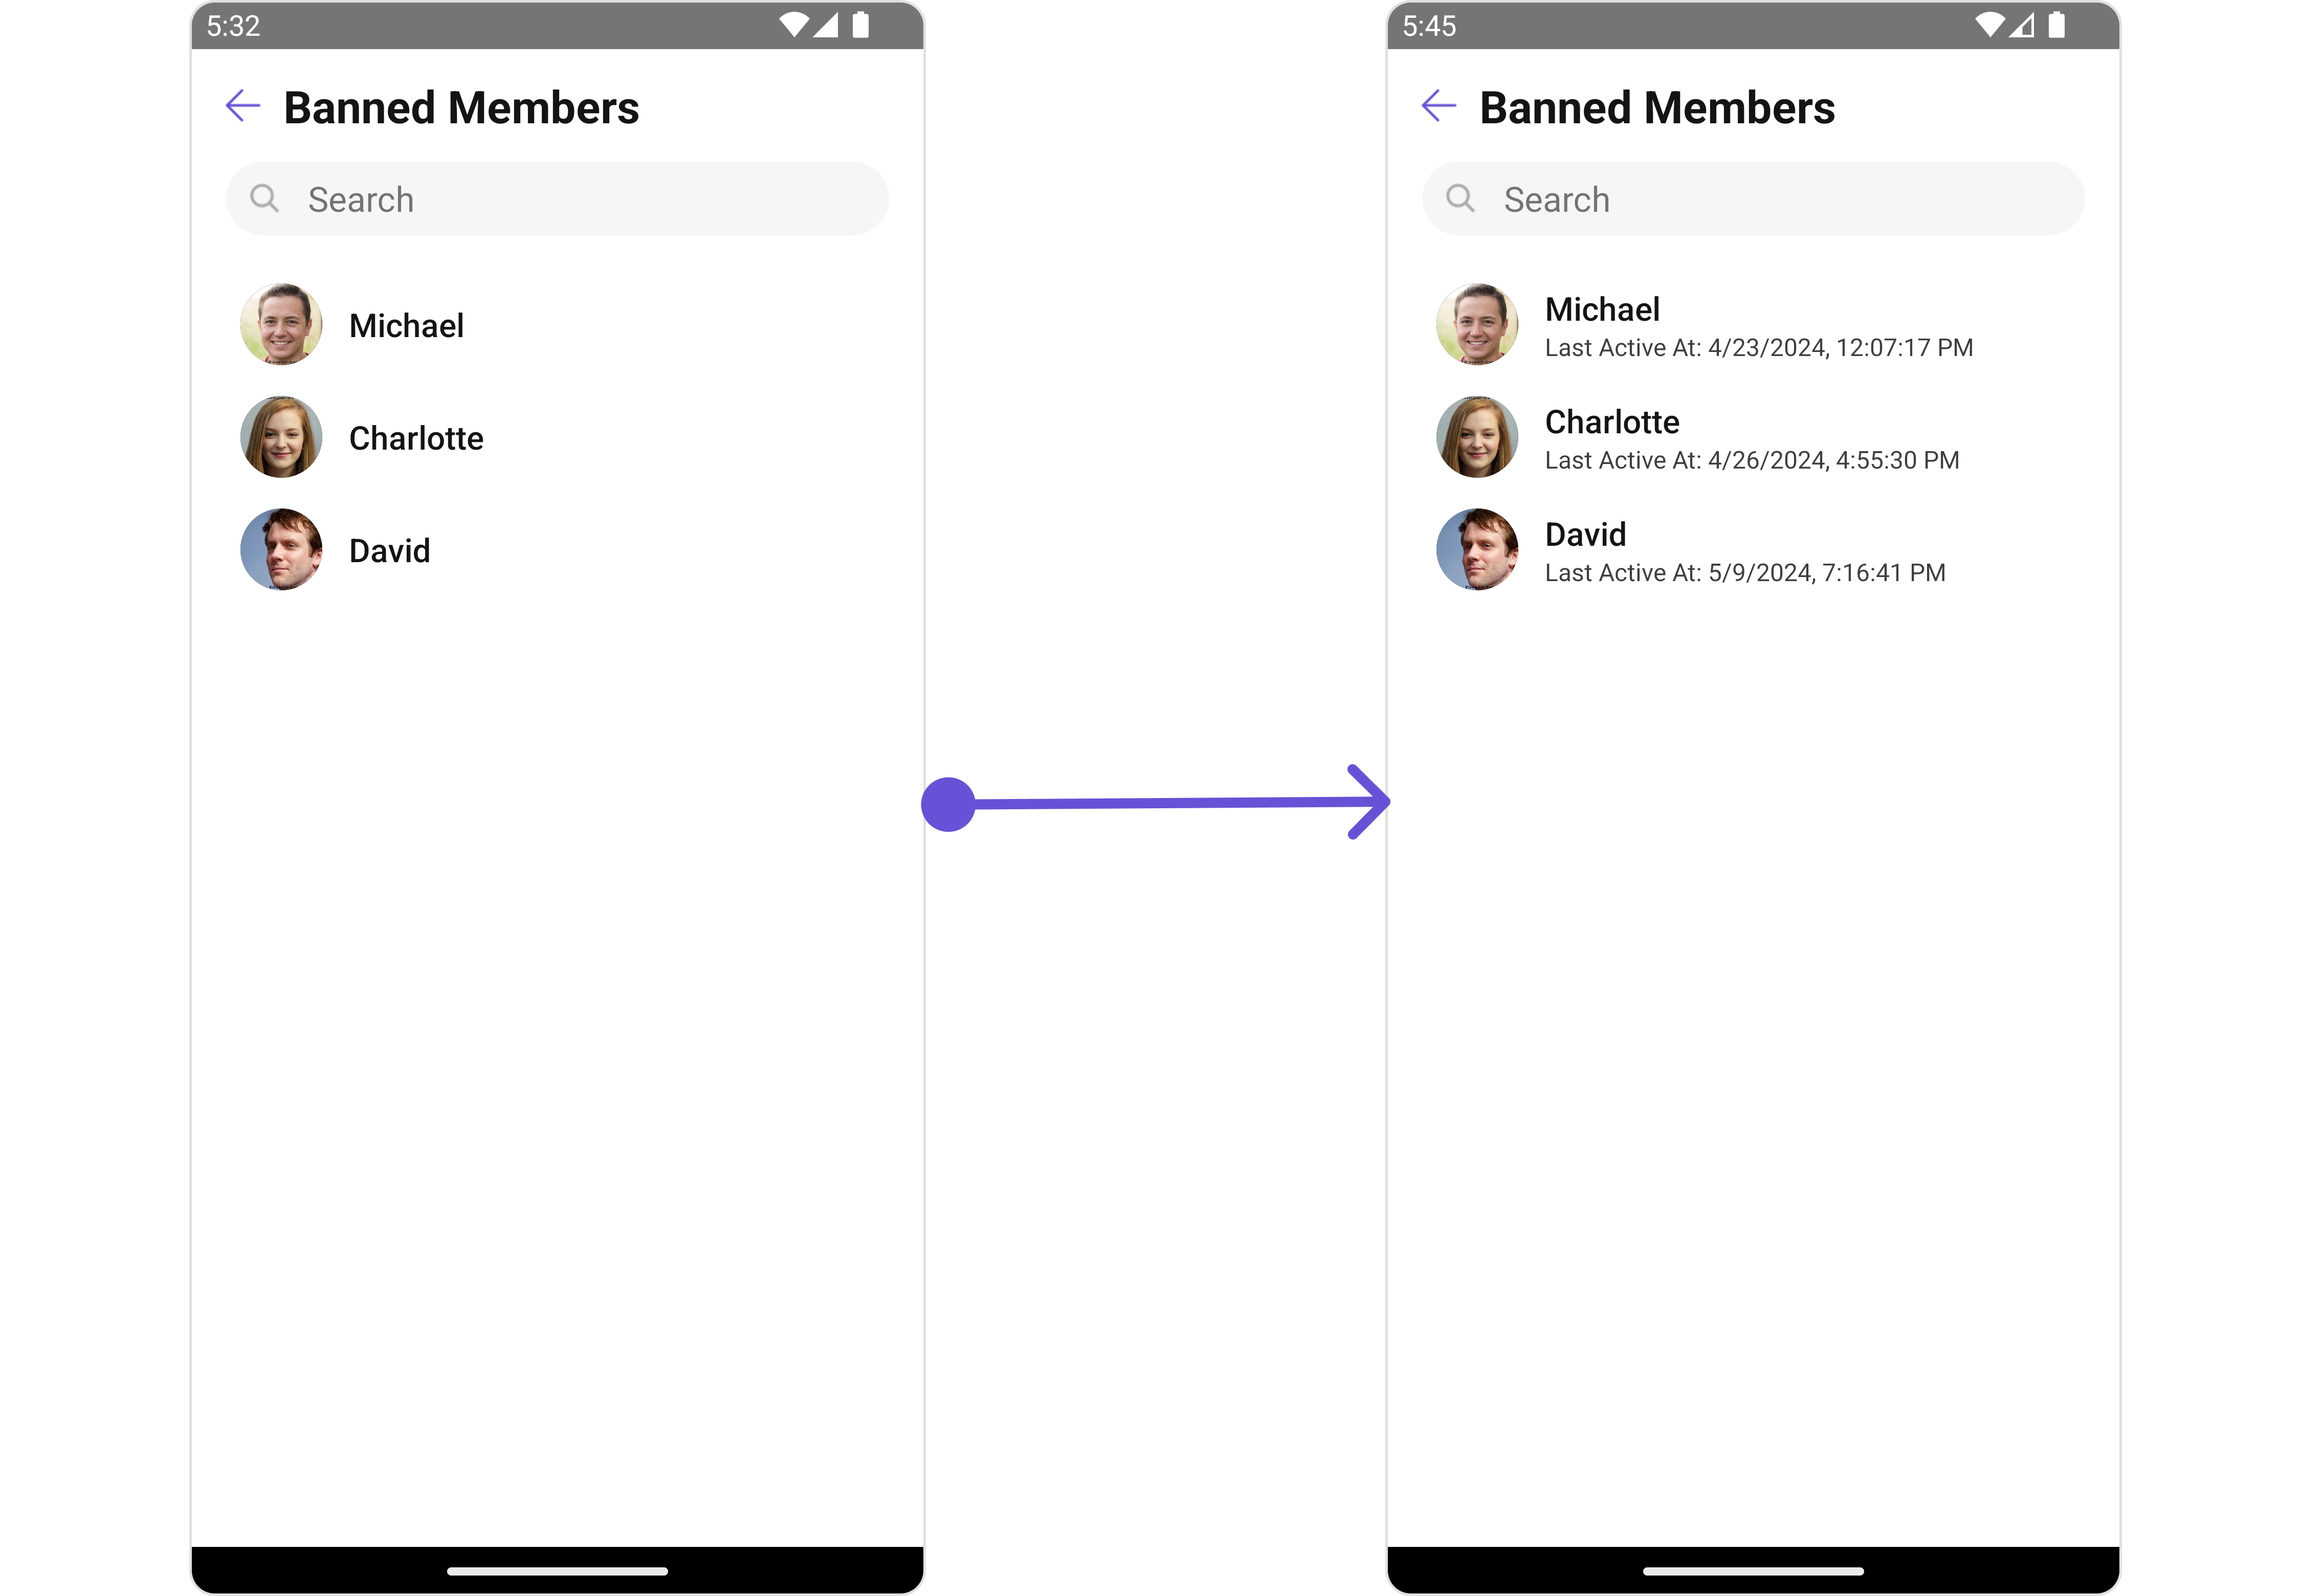 5:32
Banned Members
Search
Michael
Charlotte
David
5:45
Banned Members
Search
Michael
Last Active At: 4/23/2024, 12:07:17 PM
Charlotte
Last Active At: 4/26/2024, 4:55:30 PM
David
Last Active At: 5/9/2024, 7:16:41 PM